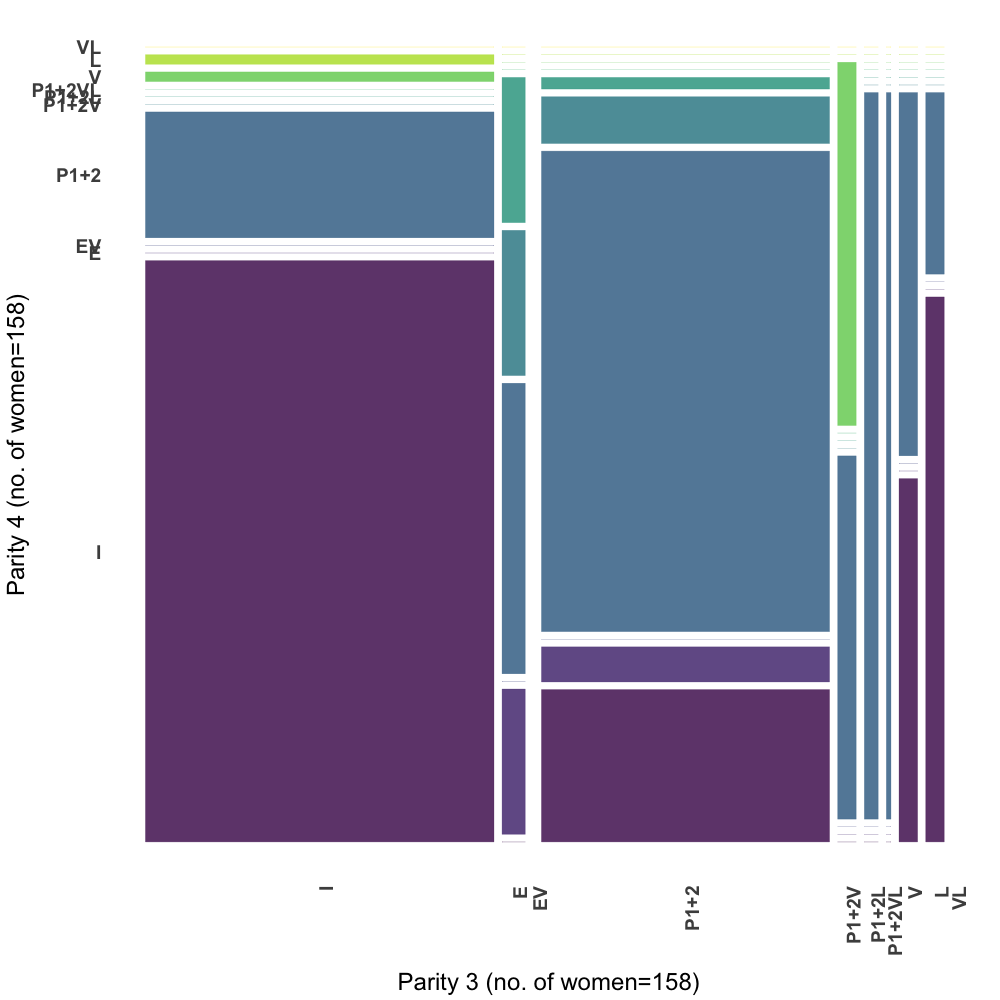 VL
L
V
P1+2VL
P1+2L
P1+2V
P1+2
EV
E
I
Parity 4 (no. of women=158)
I
E
EV
P1+2
P1+2V
P1+2L
P1+2VL
V
L
VL
Parity 3 (no. of women=158)